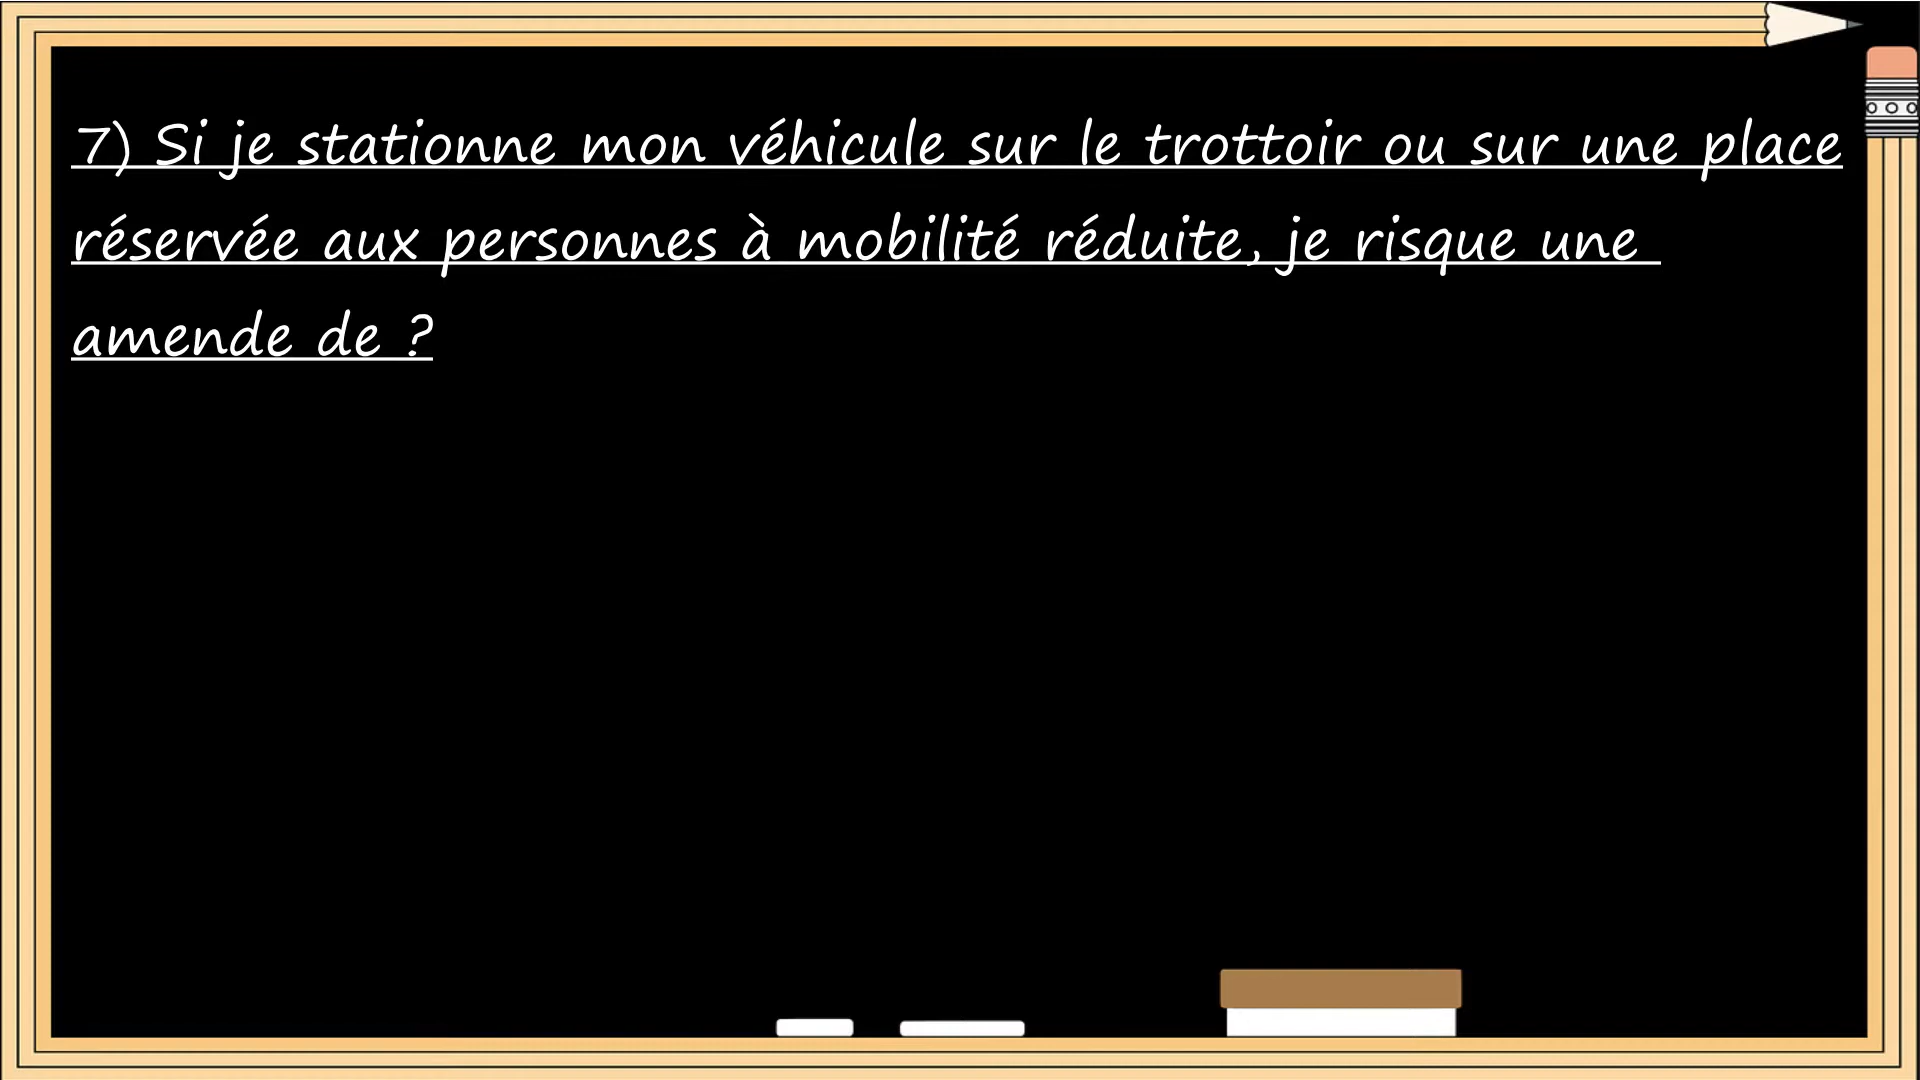 7) Si je stationne mon véhicule sur le trottoir ou sur une place
réservée aux personnes à mobilité réduite, je risque une
amende de ?